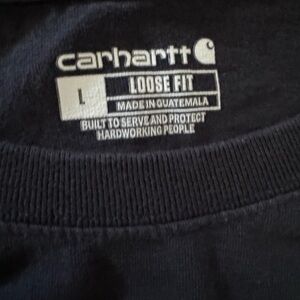 carhartt
L LOOSE FIT
MADE IN GUATEMALA
BUILT TO SERVE AND PROTECT
HARDWORKING PEOPLE